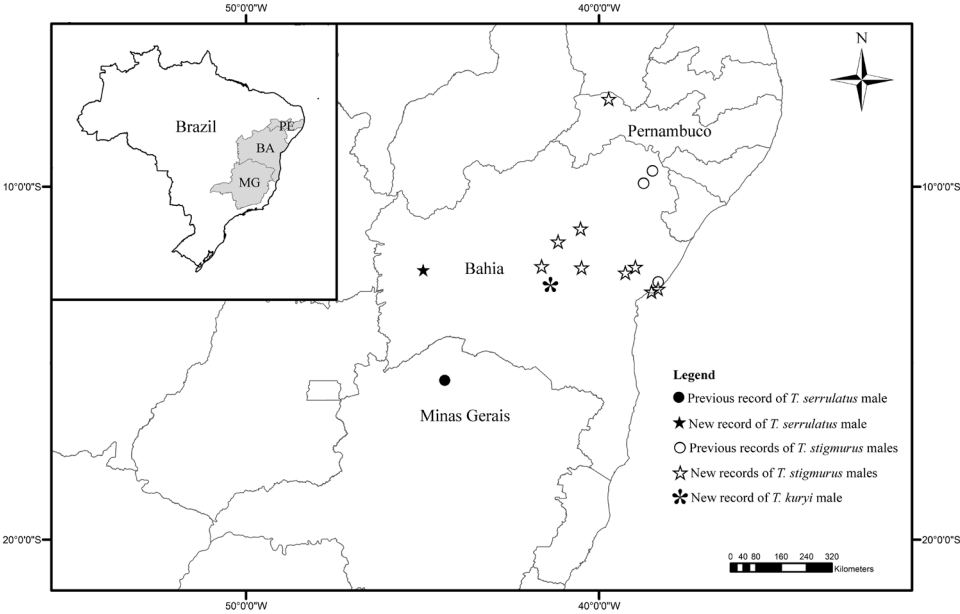 50°0'0"W 40°0'0"W
N
Brazil
PE
BA
MG
Pernambuco
10°0'0"S 10°0'0"S
Bahia
Legend
Previous record of T. serrulatus male
New record of T. serrulatus male
Previous records of T. stigmurus males
New records of T. stigmurus males
New record of T. kuryi male
Minas Gerais
20°0'0"S 20°0'0"S
0 40 80 160 240 320
Kilometers
50°0'0"W 40°0'0"W